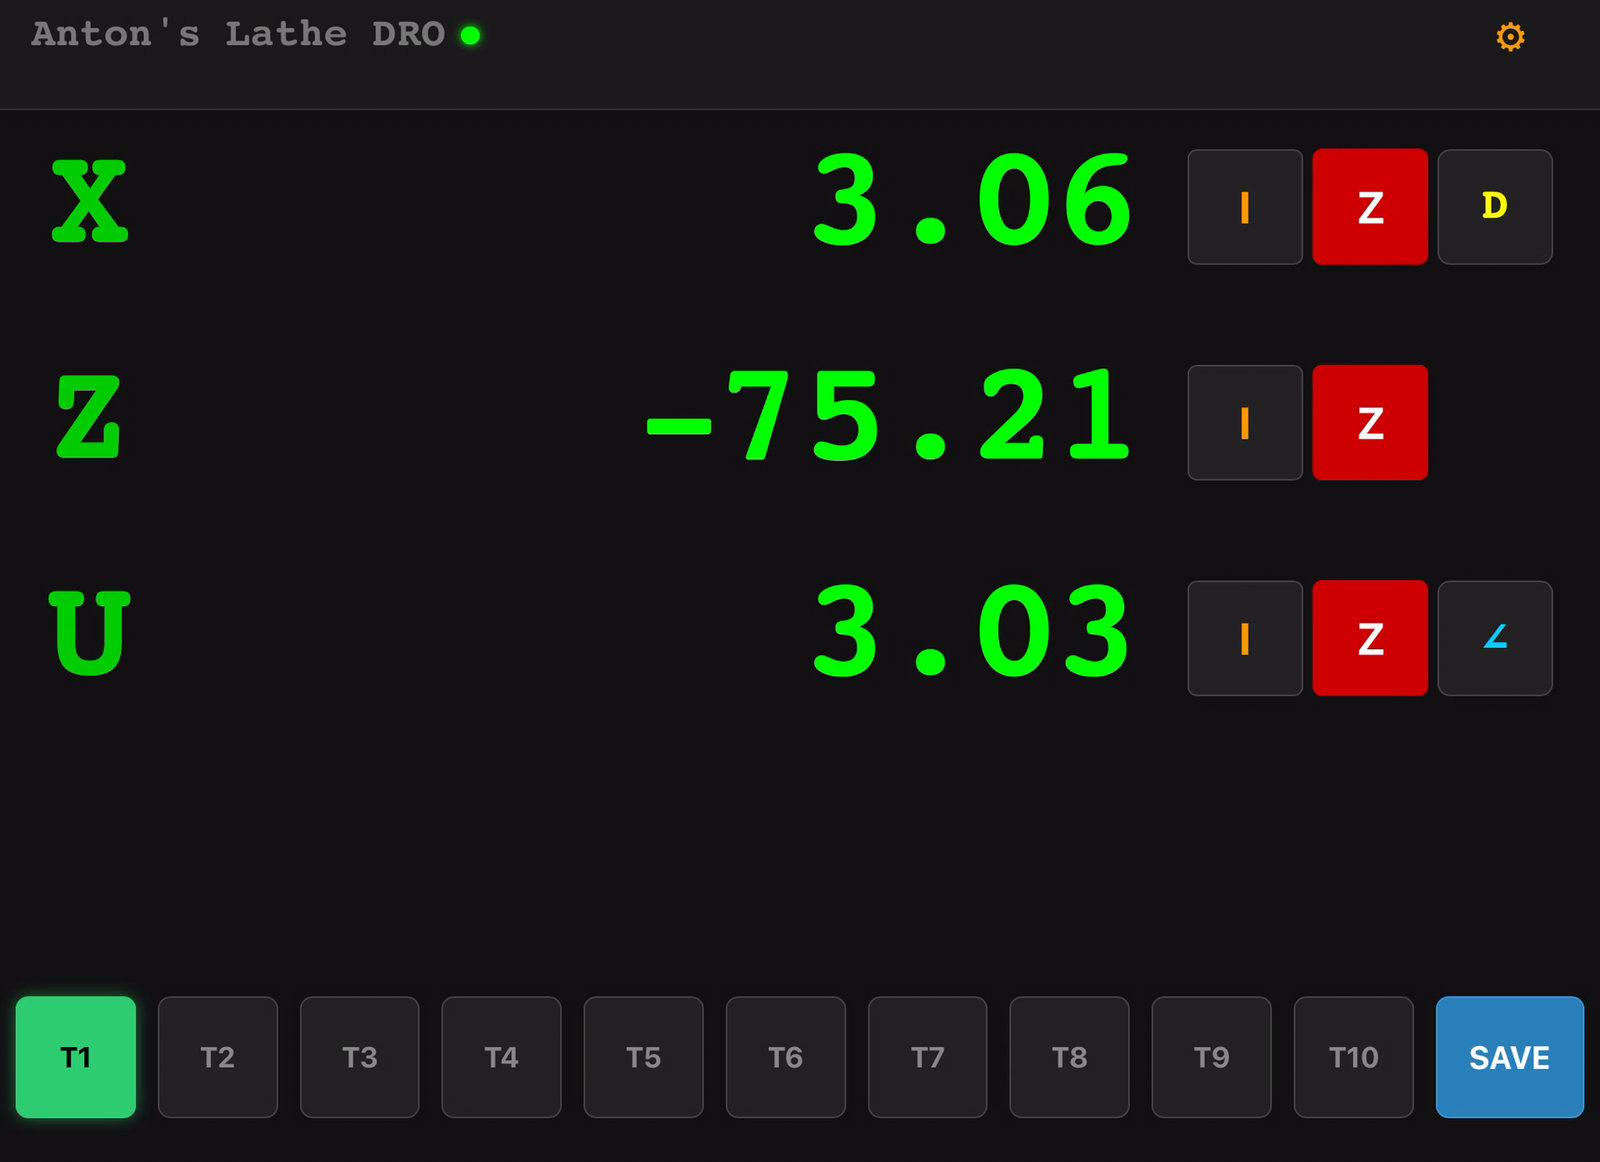 Anton's Lathe DRO
X 3.06 I Z D
Z -75.21 I Z
U 3.03 I Z ∠
T1 T2 T3 T4 T5 T6 T7 T8 T9 T10 SAVE